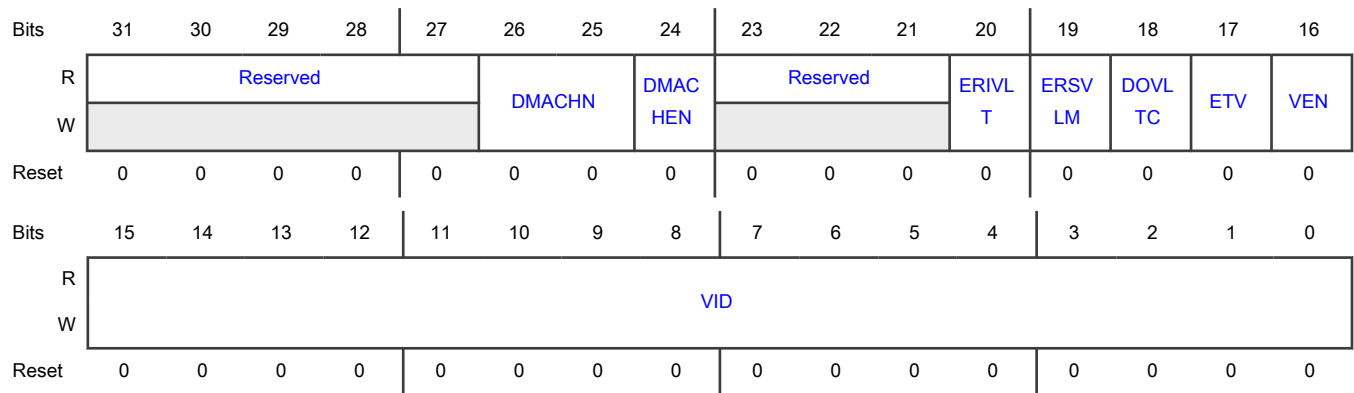 Bits 31 30 29 28 27 26 25 24 23 22 21 20 19 18 17 16
R Reserved DMACHN DMAC HEN Reserved ERIVL T ERSV LM DOVL TC ETV VEN
W
Reset 0 0 0 0 0 0 0 0 0 0 0 0 0 0 0 0
Bits 15 14 13 12 11 10 9 8 7 6 5 4 3 2 1 0
R VID
W
Reset 0 0 0 0 0 0 0 0 0 0 0 0 0 0 0 0